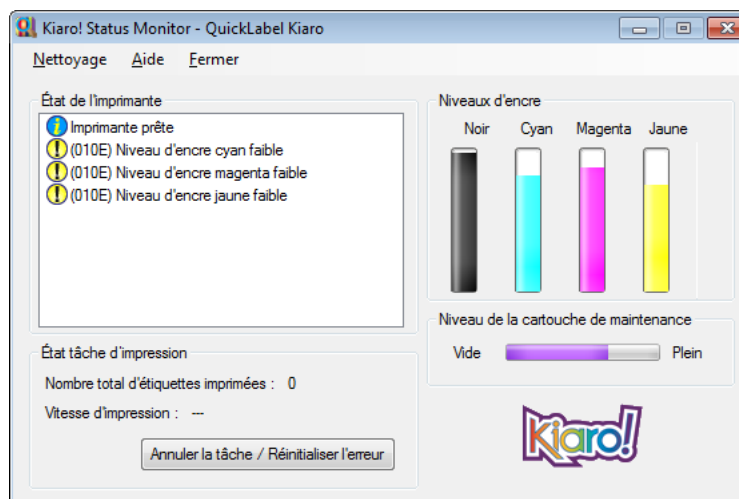 Kiaro! Status Monitor - QuickLabel Kiaro
Nettoyage Aide Fermer
État de l'imprimante
Imprimante prête
(010E) Niveau d'encre cyan faible
(010E) Niveau d'encre magenta faible
(010E) Niveau d'encre jaune faible
Niveaux d'encre
Noir Cyan Magenta Jaune
État tâche d'impression
Nombre total d'étiquettes imprimées : 0
Vitesse d'impression : ---
Annuler la tâche / Réinitialiser l'erreur
Niveau de la cartouche de maintenance
Vide Plein
Kiaro!